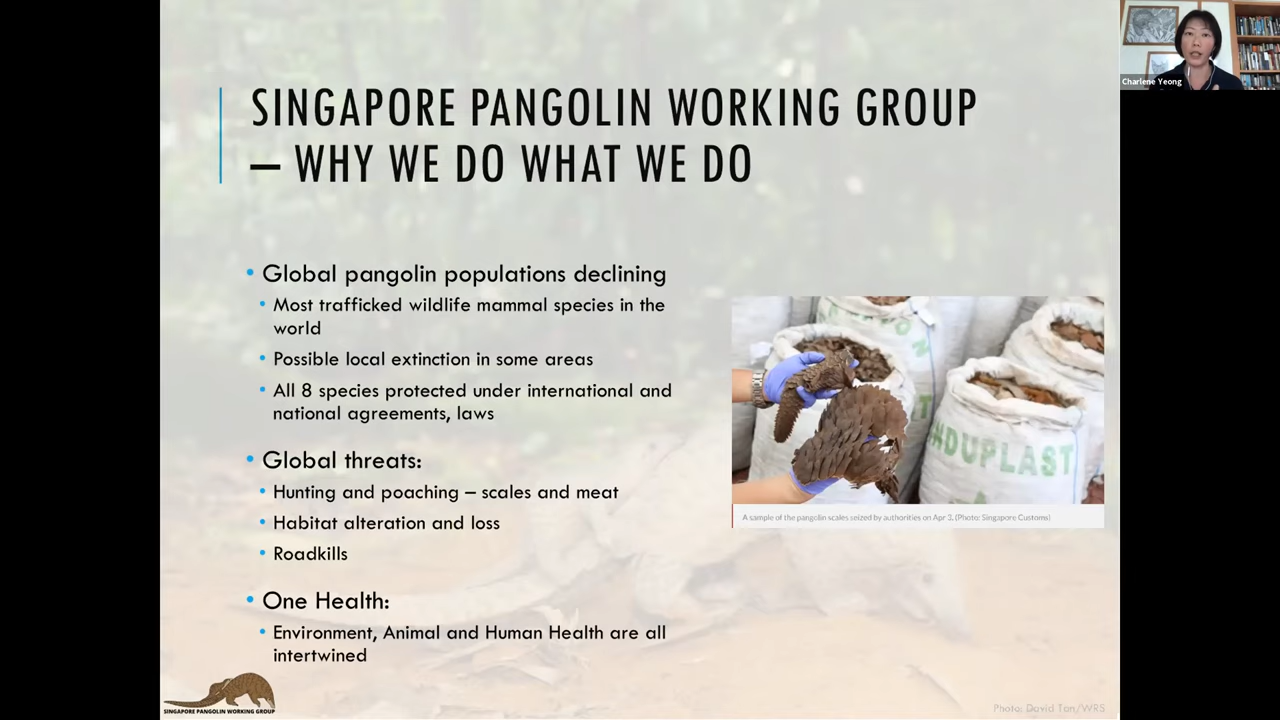 SINGAPORE PANGOLIN WORKING GROUP
– WHY WE DO WHAT WE DO
Charlene Yeong
• Global pangolin populations declining
• Most trafficked wildlife mammal species in the
world
• Possible local extinction in some areas
• All 8 species protected under international and
national agreements, laws
• Global threats:
• Hunting and poaching – scales and meat
• Habitat alteration and loss
• Roadkills
• One Health:
• Environment, Animal and Human Health are all
intertwined
NDUPLAST
A sample of the pangolin scales seized by authorities on Apr 3. (Photo: Singapore Customs)
SINGAPORE PANGOLIN WORKING GROUP
Photo: David Tan/WRS